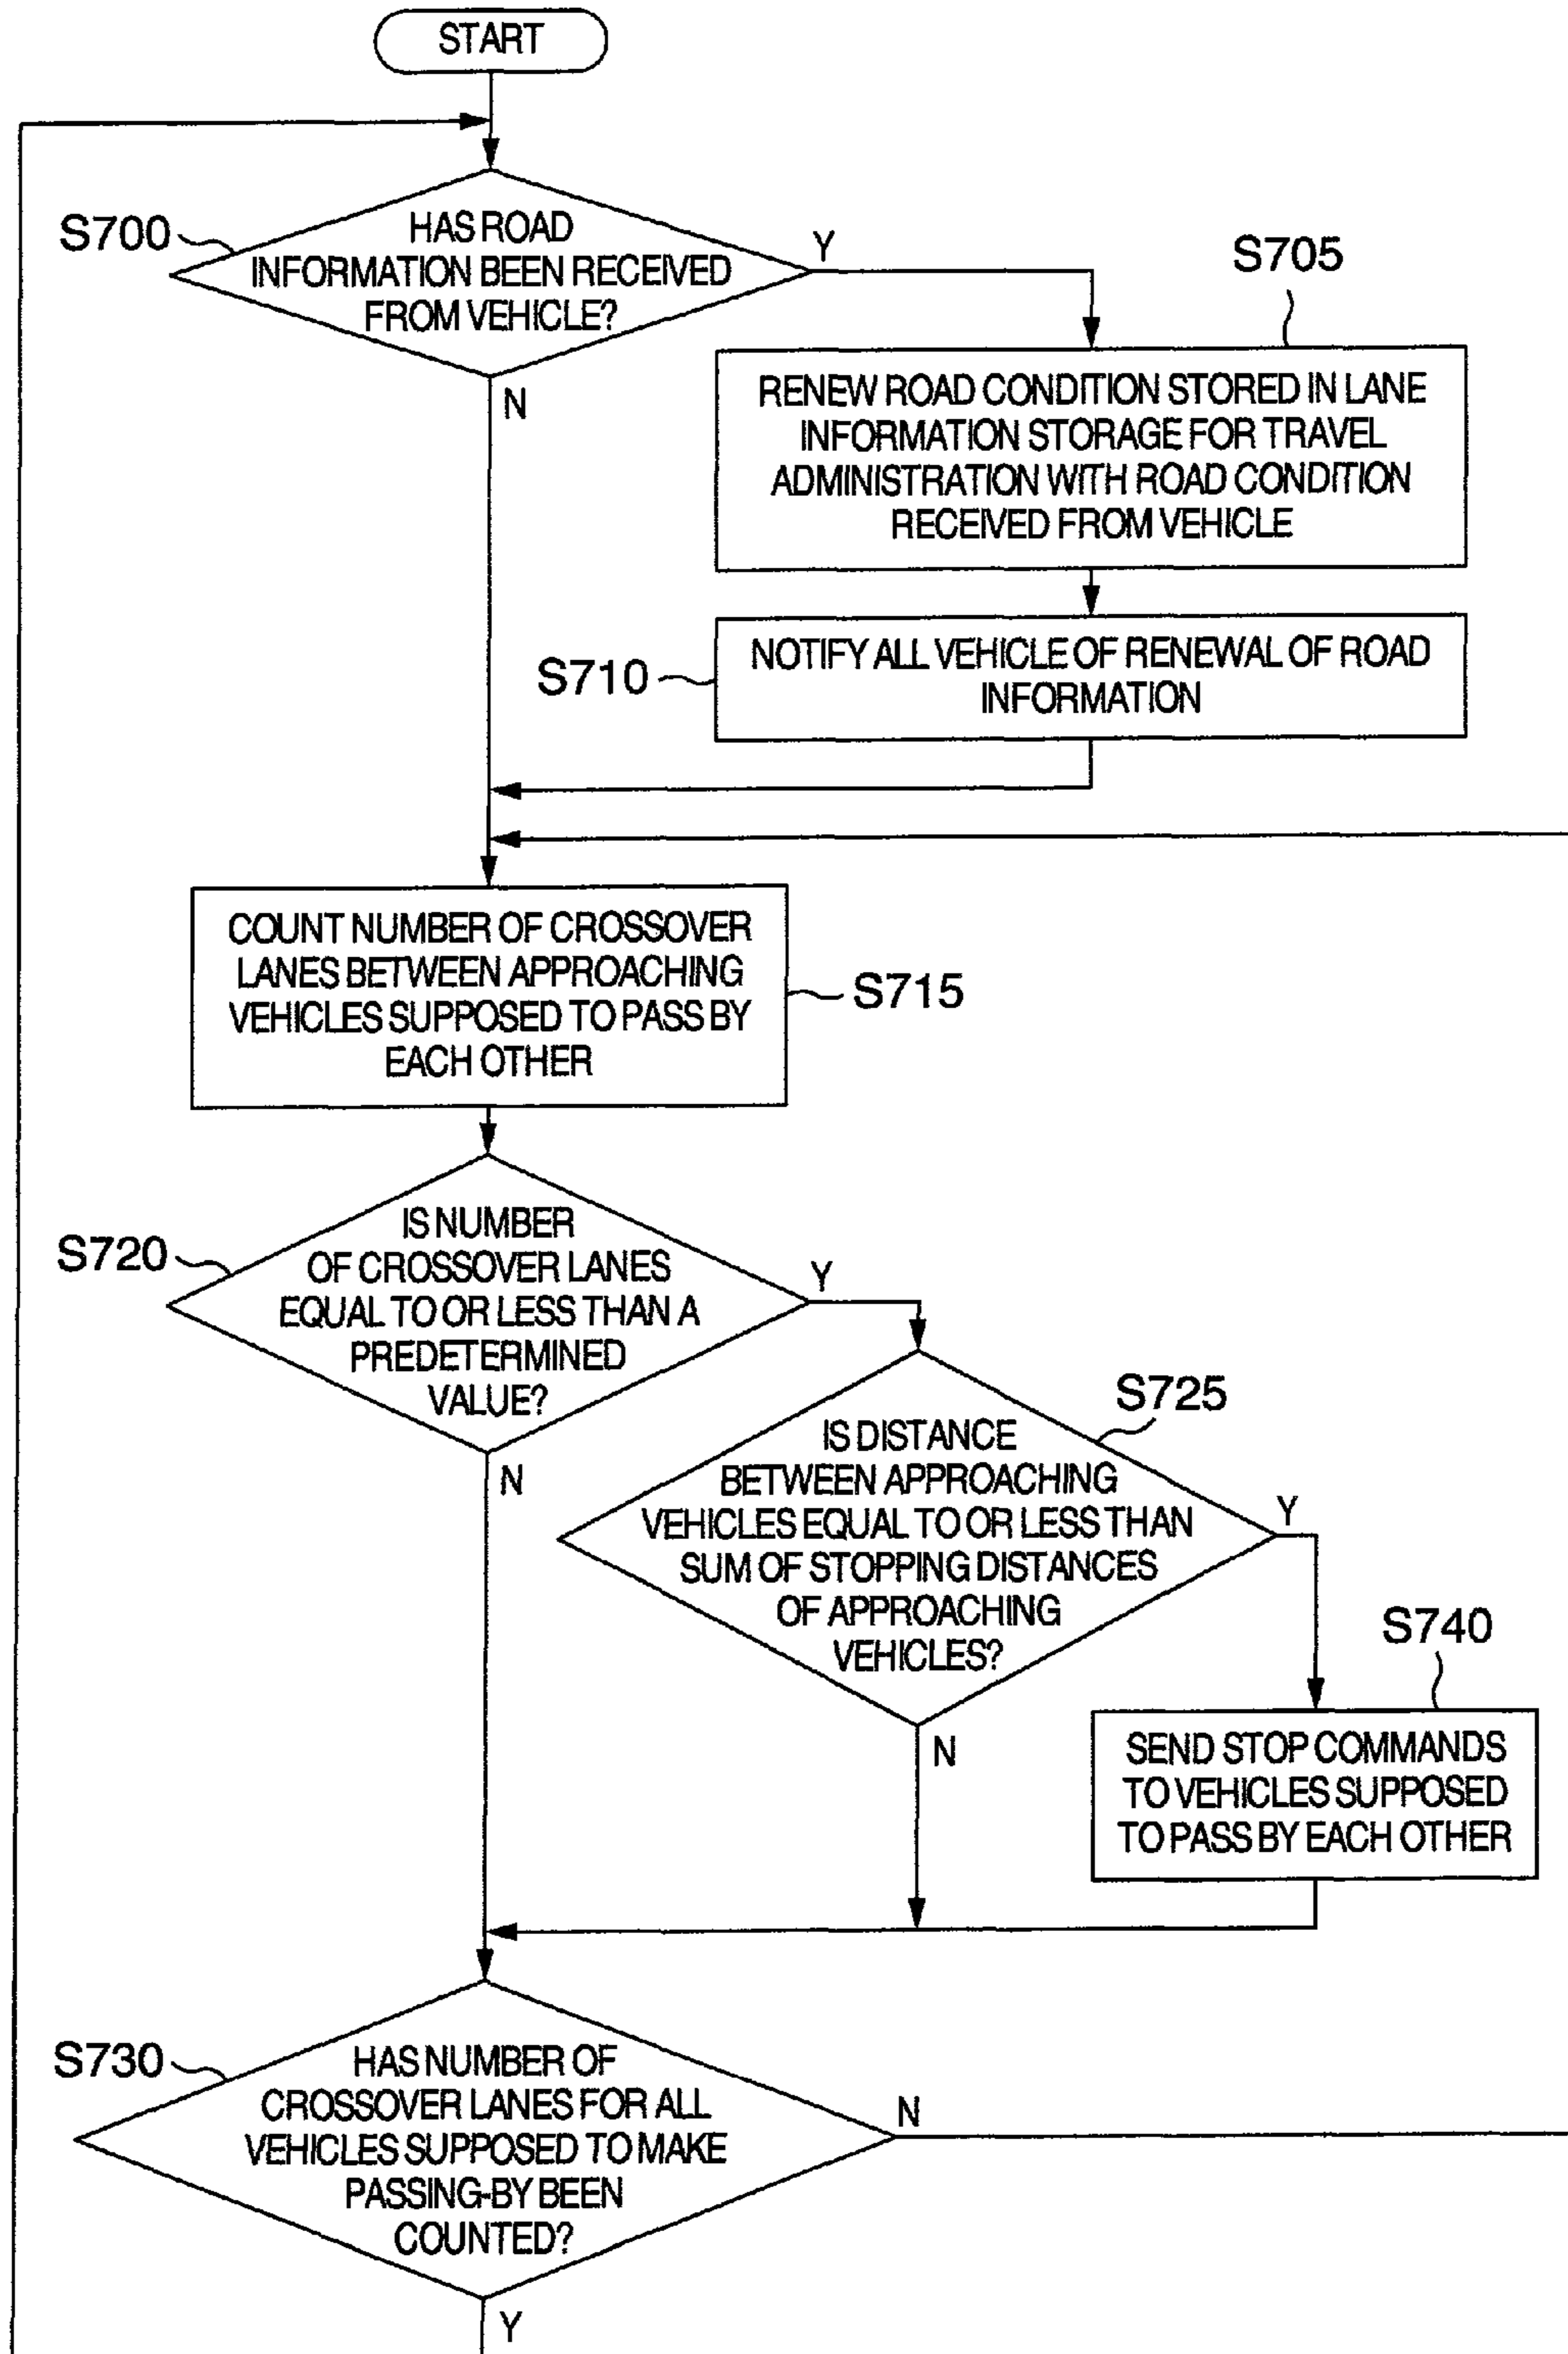 START
S700
HAS ROAD
INFORMATION BEEN RECEIVED
FROM VEHICLE?
Y
N
S705
RENEW ROAD CONDITION STORED IN LANE
INFORMATION STORAGE FOR TRAVEL
ADMINISTRATION WITH ROAD CONDITION
RECEIVED FROM VEHICLE
S710
NOTIFY ALL VEHICLE OF RENEWAL OF ROAD
INFORMATION
COUNT NUMBER OF CROSSOVER
LANES BETWEEN APPROACHING
VEHICLES SUPPOSED TO PASS BY
EACH OTHER
S715
S720
IS NUMBER
OF CROSSOVER LANES
EQUAL TO OR LESS THAN A
PREDETERMINED
VALUE?
Y
N
S725
IS DISTANCE
BETWEEN APPROACHING
VEHICLES EQUAL TO OR LESS THAN
SUM OF STOPPING DISTANCES
OF APPROACHING
VEHICLES?
Y
N
S740
SEND STOP COMMANDS
TO VEHICLES SUPPOSED
TO PASS BY EACH OTHER
S730
HAS NUMBER OF
CROSSOVER LANES FOR ALL
VEHICLES SUPPOSED TO MAKE
PASSING-BY BEEN
COUNTED?
N
Y